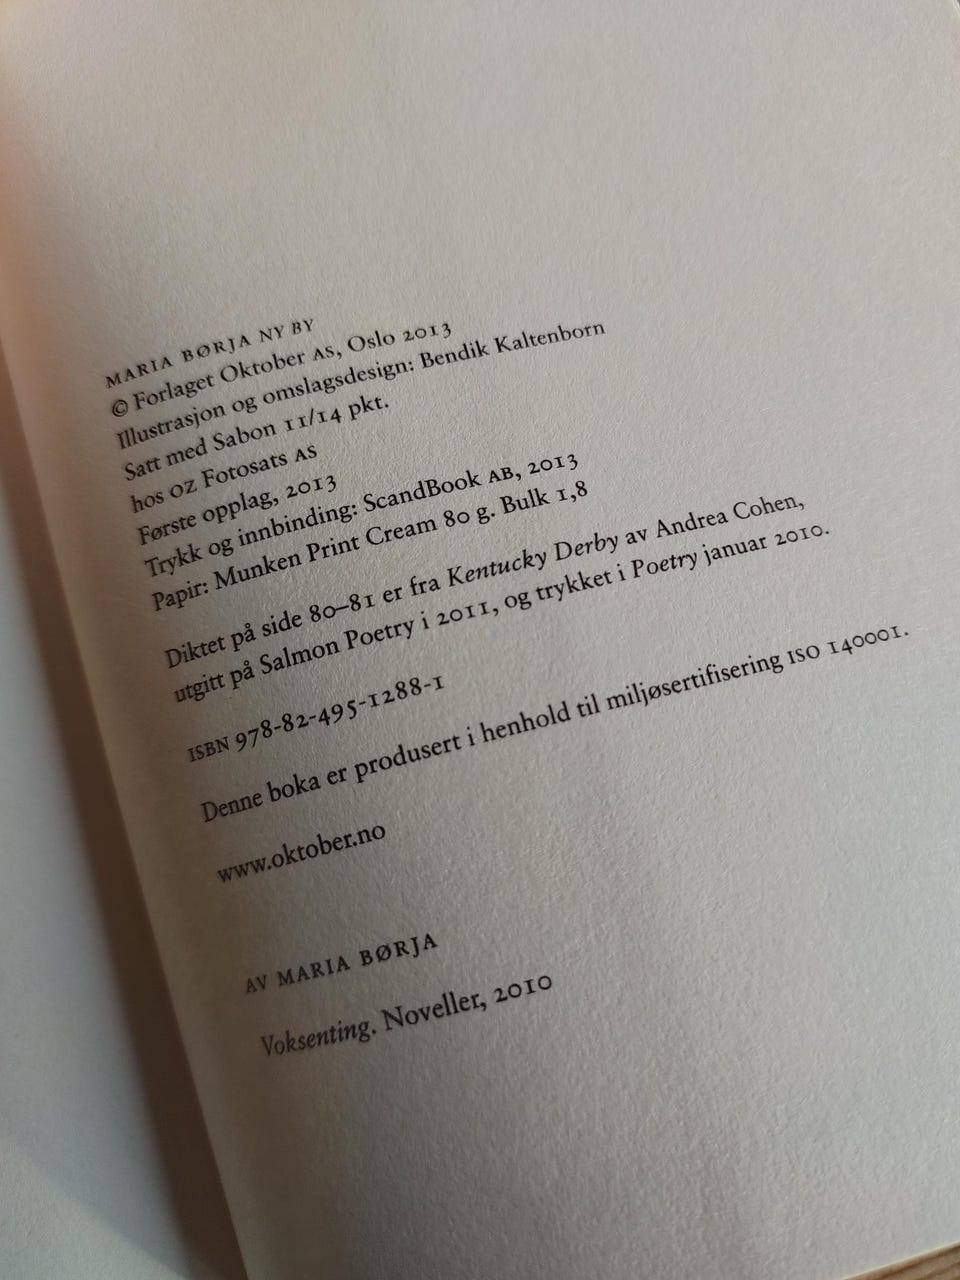 MARIA BØRJA NY BY
© Forlaget Oktober AS, Oslo 2013
Illustrasjon og omslagsdesign: Bendik Kaltenborn
Satt med Sabon 11/14 pkt.
hos OZ Fotosats AS
Første opplag, 2013
Trykk og innbinding: ScandBook AB, 2013
Papir: Munken Print Cream 80 g. Bulk 1,8
Diktet på side 80–81 er fra Kentucky Derby av Andrea Cohen,
utgitt på Salmon Poetry i 2011, og trykket i Poetry januar 2010.
ISBN 978-82-495-1288-1
Denne boka er produsert i henhold til miljøsertifisering ISO 140001.
www.oktober.no
AV MARIA BØRJA
Voksenting. Noveller, 2010